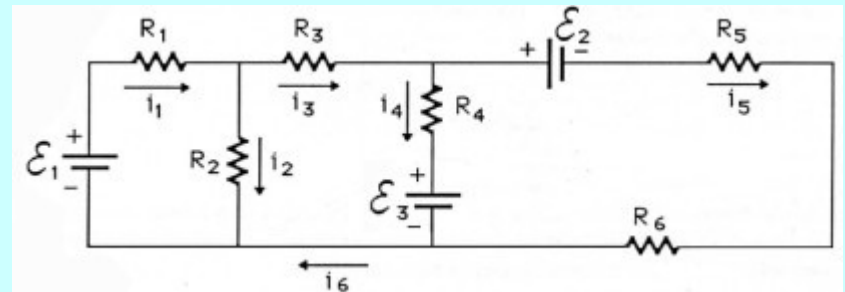 R₁ R₃ ℰ₂ R₅
+ −
i₁ i₃ i₄ R₄ i₅
+ ℰ₁ − R₂ i₂ + ℰ₃ −
R₆
i₆